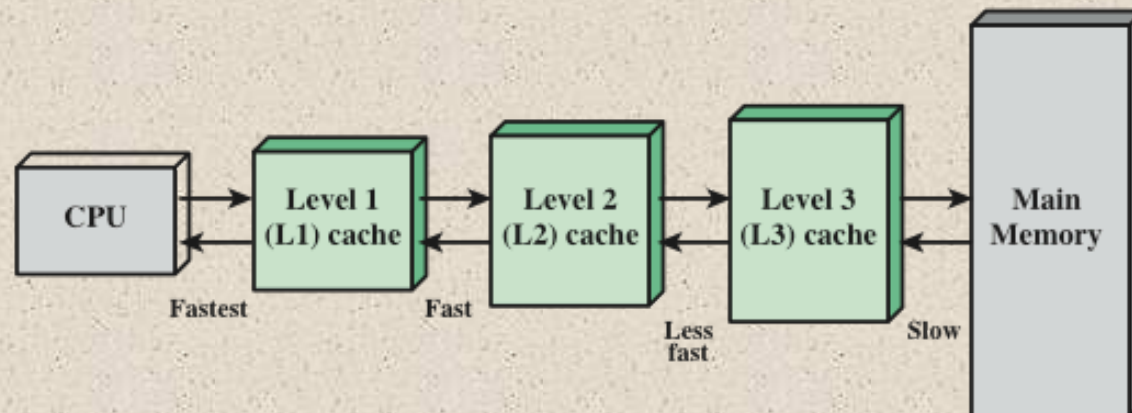 CPU
Level 1
(L1) cache
Level 2
(L2) cache
Level 3
(L3) cache
Main
Memory
Fastest
Fast
Less
fast
Slow